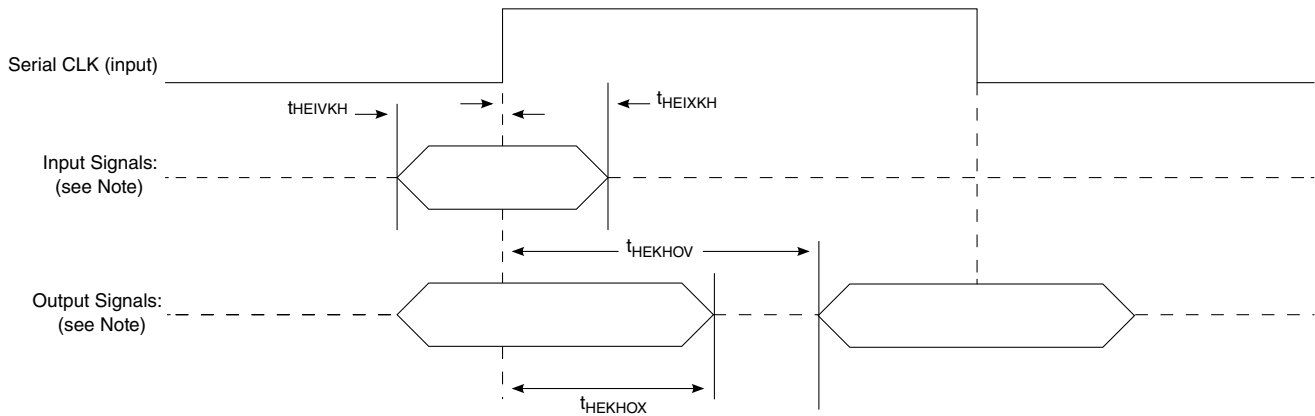 Serial CLK (input)
tHEIVKH
tHEIXKH
Input Signals:
(see Note)
tHEKHOV
Output Signals:
(see Note)
tHEKHOX